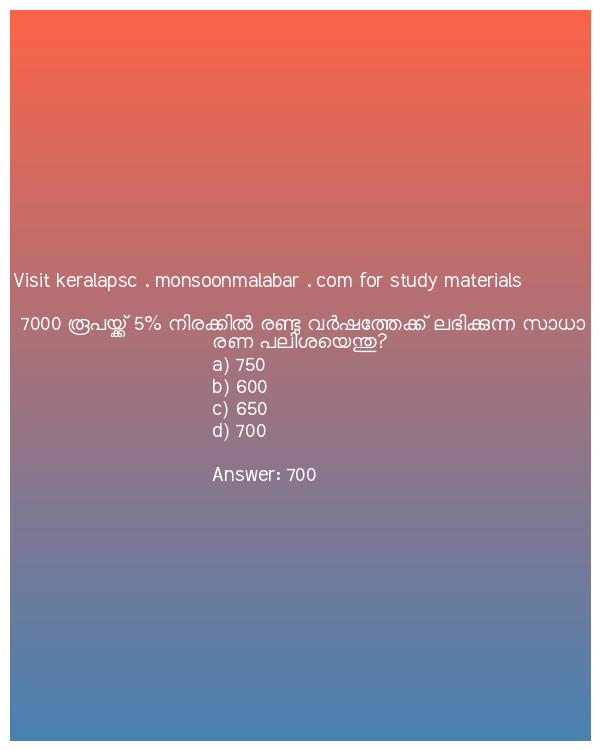 Visit keralapsc . monsoonmalabar . com for study materials
7000 രൂപയ്ക്ക് 5% നിരക്കിൽ രണ്ടു വർഷത്തേക്ക് ലഭിക്കുന്ന സാധാ
രണ പലിശയെന്തു?
a) 750
b) 600
c) 650
d) 700
Answer: 700